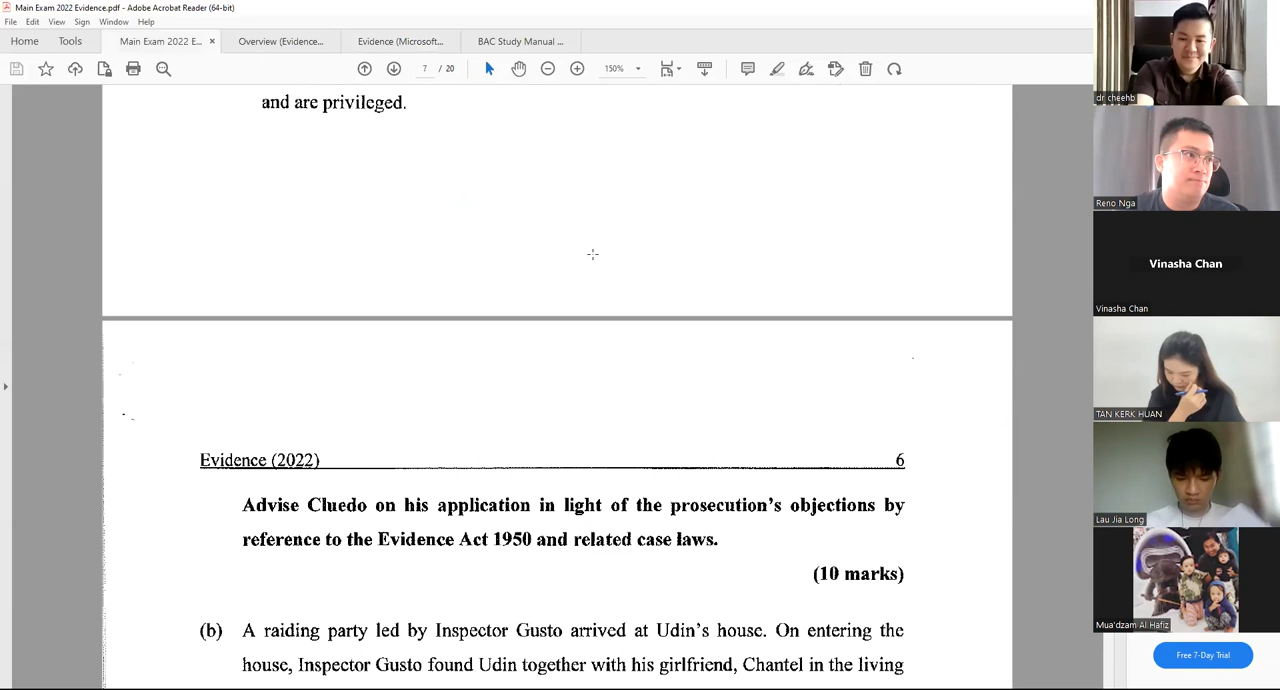 Main Exam 2022 Evidence.pdf - Adobe Acrobat Reader (64-bit)
File Edit View Sign Window Help
Home Tools Main Exam 2022 E... × Overview (Evidence... Evidence (Microsoft... BAC Study Manual ...
7 / 20 150%
and are privileged.
Evidence (2022) 6
Advise Cluedo on his application in light of the prosecution's objections by
reference to the Evidence Act 1950 and related case laws.
(10 marks)
(b) A raiding party led by Inspector Gusto arrived at Udin's house. On entering the
house, Inspector Gusto found Udin together with his girlfriend, Chantel in the living
dr cheehb
Reno Nga
Vinasha Chan
Vinasha Chan
TAN KERK HUAN
Lau Jia Long
Mua'dzam Al Hafiz
Free 7-Day Trial